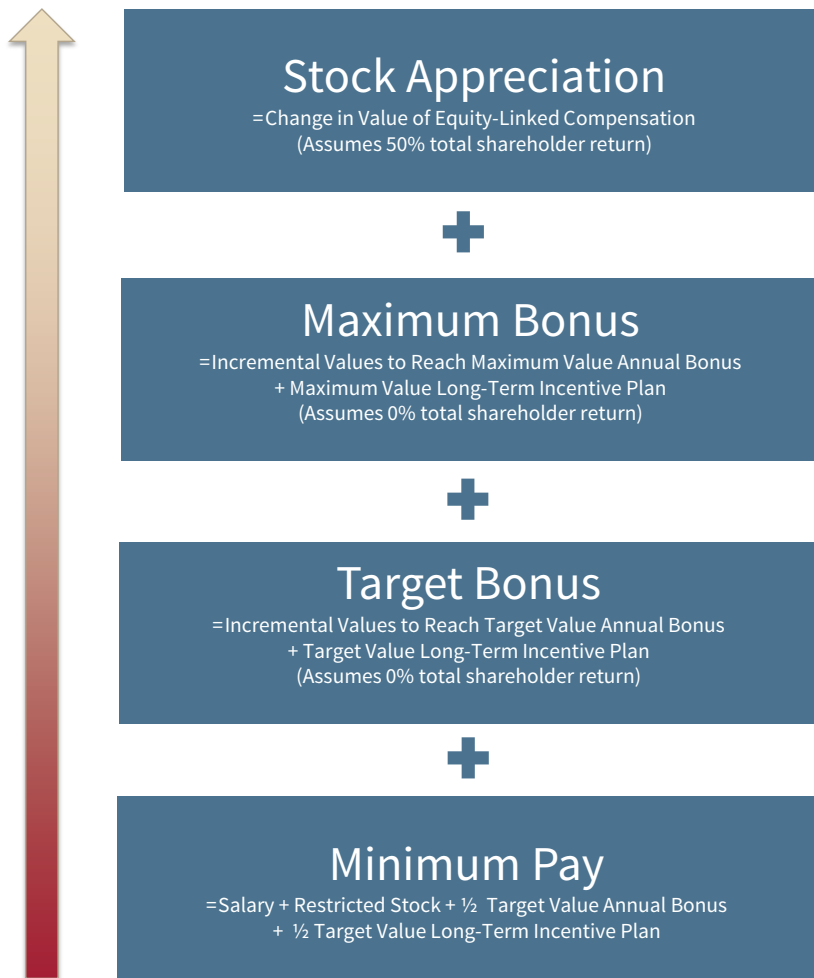 Stock Appreciation
=Change in Value of Equity-Linked Compensation
(Assumes 50% total shareholder return)
Maximum Bonus
=Incremental Values to Reach Maximum Value Annual Bonus
+ Maximum Value Long-Term Incentive Plan
(Assumes 0% total shareholder return)
Target Bonus
=Incremental Values to Reach Target Value Annual Bonus
+ Target Value Long-Term Incentive Plan
(Assumes 0% total shareholder return)
Minimum Pay
=Salary + Restricted Stock + ½ Target Value Annual Bonus
+ ½ Target Value Long-Term Incentive Plan